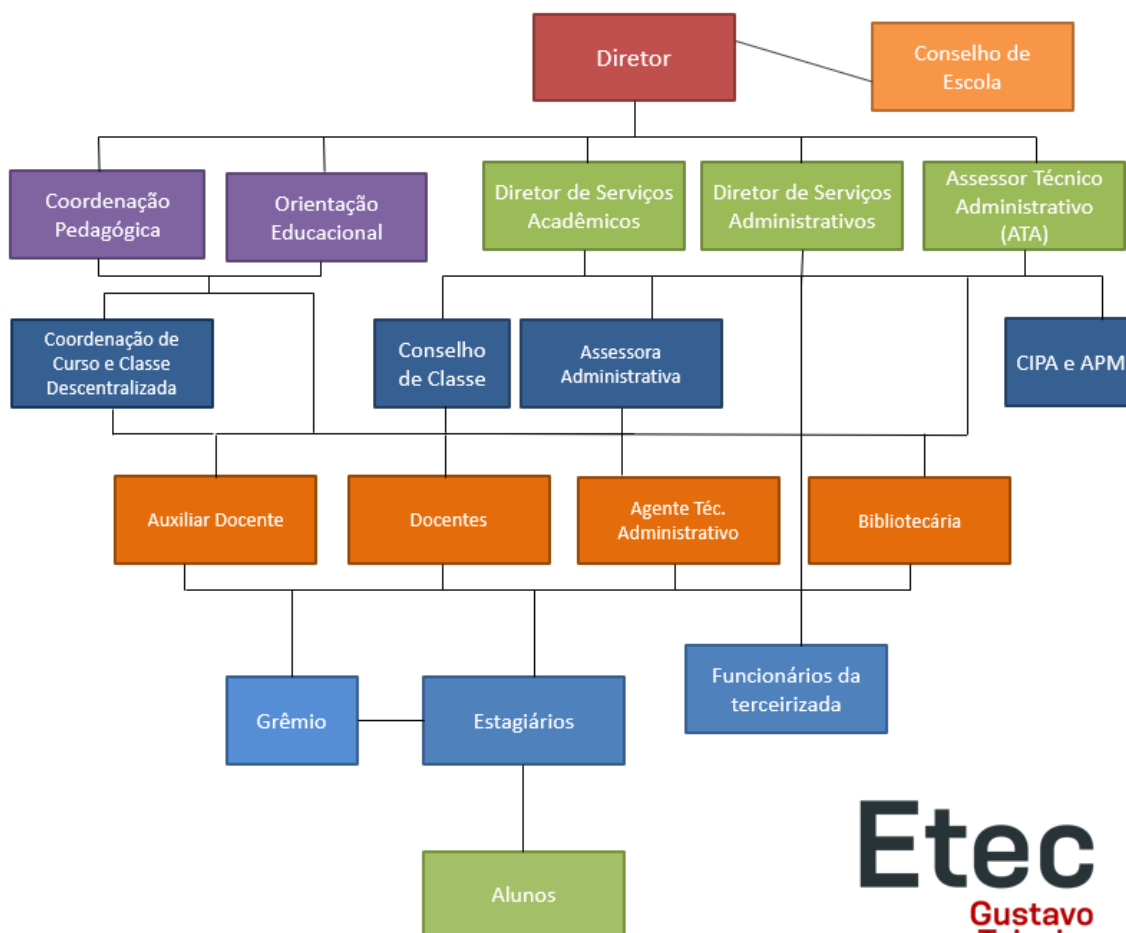 Diretor
Conselho de
Escola
Coordenação
Pedagógica
Orientação
Educacional
Diretor de Serviços
Acadêmicos
Diretor de Serviços
Administrativos
Assessor Técnico
Administrativo
(ATA)
Coordenação de
Curso e Classe
Descentralizada
Conselho
de Classe
Assessora
Administrativa
CIPA e APM
Auxiliar Docente
Docentes
Agente Téc.
Administrativo
Bibliotecária
Grêmio
Estagiários
Funcionários da
terceirizada
Alunos
Etec
Gustavo